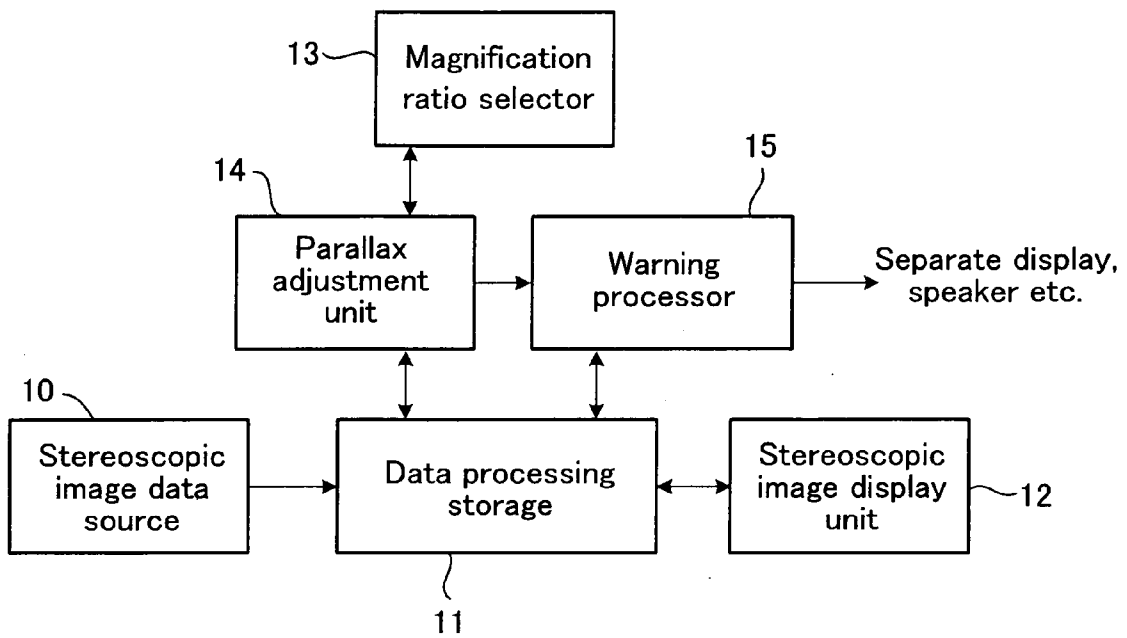 13
Magnification
ratio selector
14
15
Parallax
adjustment
unit
Warning
processor
Separate display,
speaker etc.
10
Stereoscopic
image data
source
Data processing
storage
Stereoscopic
image display
unit
12
11